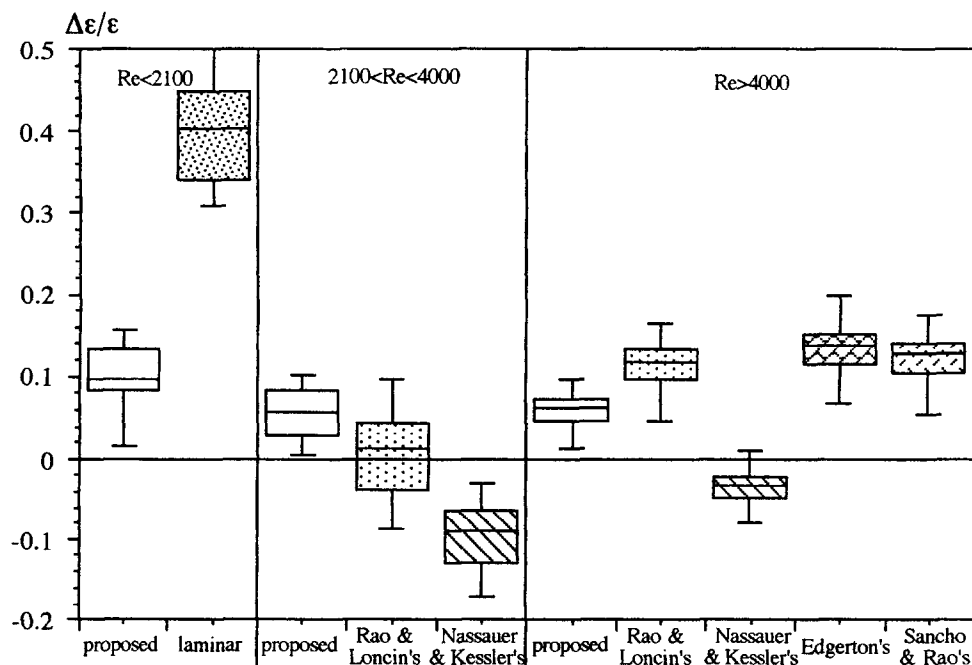 Δε/ε
0.5
0.4
0.3
0.2
0.1
0
-0.1
-0.2
Re<2100
2100<Re<4000
Re>4000
proposed
laminar
proposed
Rao &
Loncin's
Nassauer
& Kessler's
proposed
Rao &
Loncin's
Nassauer
& Kessler's
Edgerton's
Sancho
& Rao's